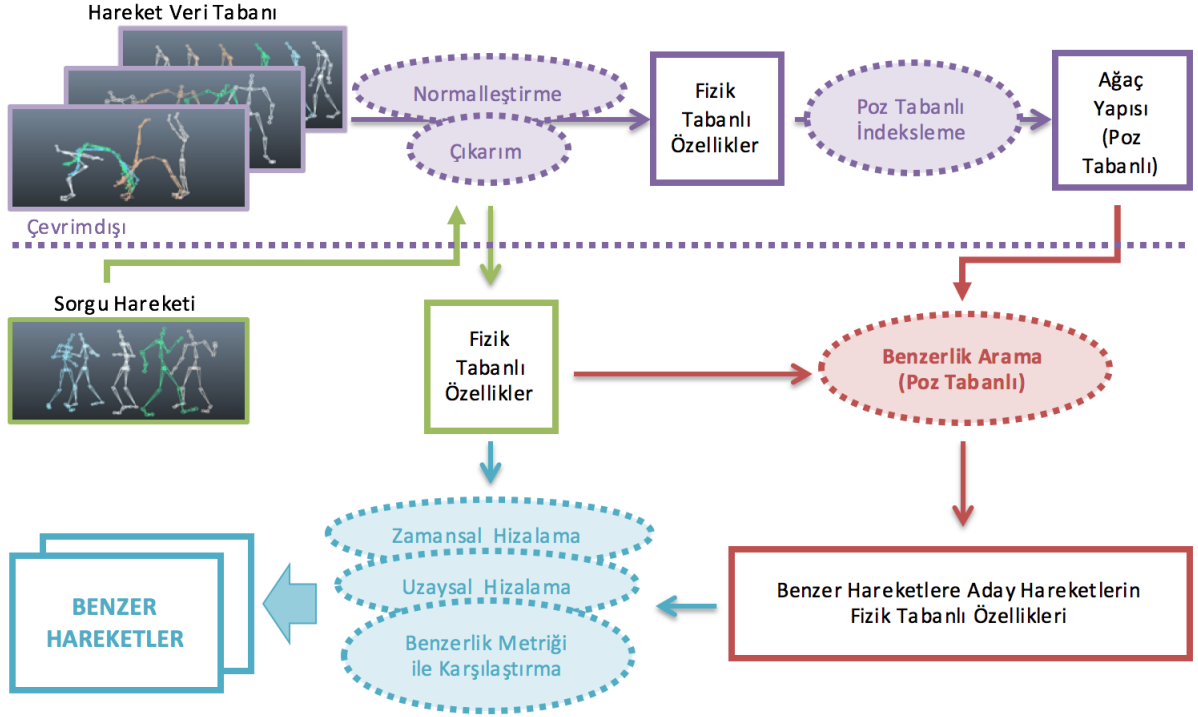 Hareket Veri Tabanı
Normalleştirme
Çıkarım
Fizik
Tabanlı
Özellikler
Poz Tabanlı
İndeksleme
Ağaç
Yapısı
(Poz
Tabanlı)
Çevrimdışı
Sorgu Hareketi
Fizik
Tabanlı
Özellikler
Benzerlik Arama
(Poz Tabanlı)
Zamansal Hizalama
Uzaysal Hizalama
Benzerlik Metriği
ile Karşılaştırma
BENZER
HAREKETLER
Benzer Hareketlere Aday Hareketlerin
Fizik Tabanlı Özellikleri